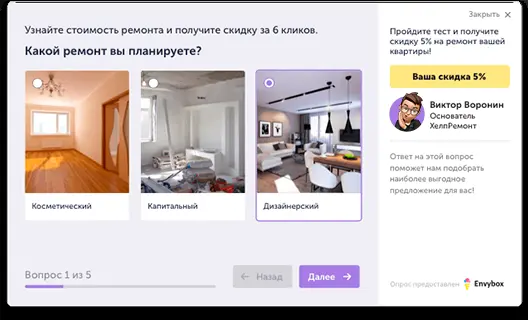 Закрыть ×
Узнайте стоимость ремонта и получите скидку за 6 кликов.
Какой ремонт вы планируете?
Косметический
Капитальный
Дизайнерский
Вопрос 1 из 5
← Назад
Далее →
Пройдите тест и получите
скидку 5% на ремонт вашей
квартиры!
Ваша скидка 5%
Виктор Воронин
Основатель
ХелпРемонт
Ответ на этот вопрос
поможет нам подобрать
наиболее выгодное
предложение для вас!
Опрос предоставлен Envybox